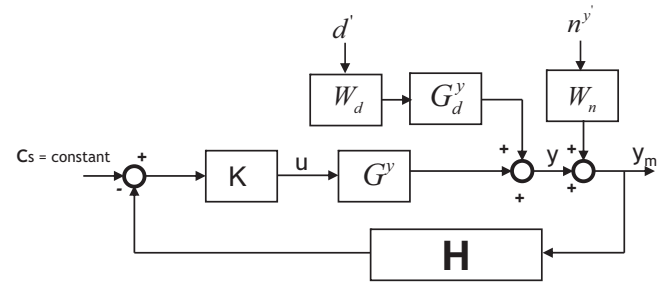 d'
n^{y'}
W_d
G_d^y
W_n
Cs = constant
+
-
K
u
G^y
+
+
y
+
+
y_m
H